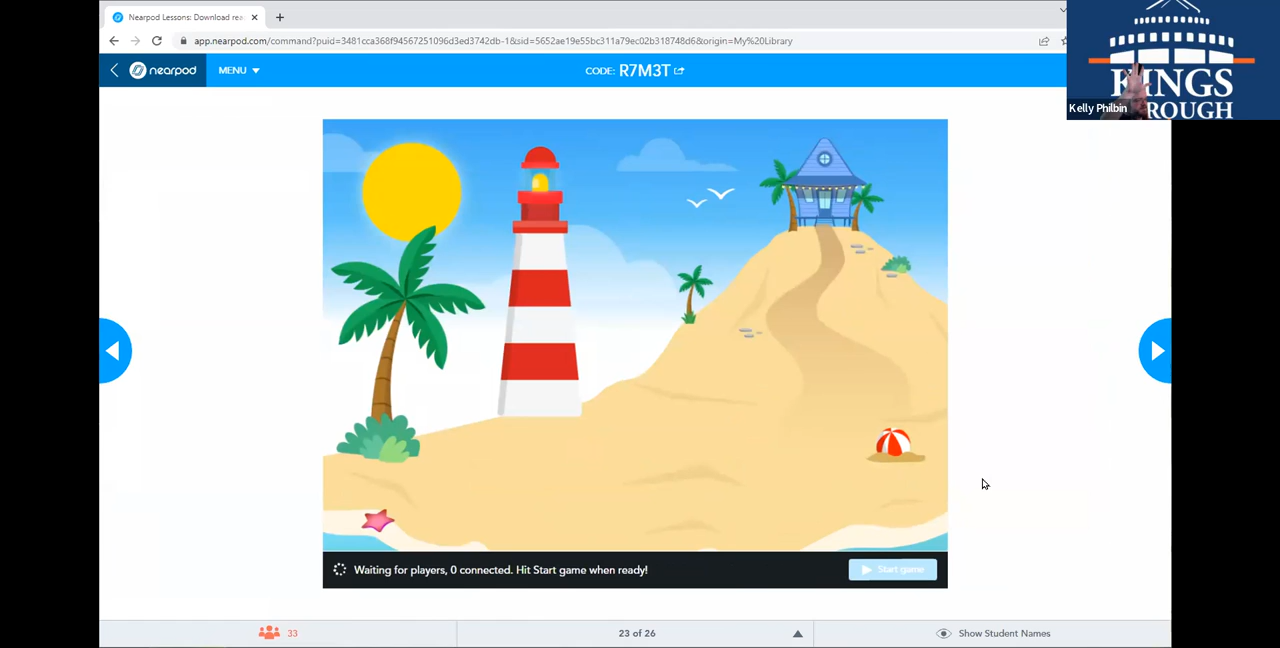 Nearpod Lessons: Download rea
app.nearpod.com/command?puid=3481cca368f94567251096d3ed3742db-1&sid=5652ae19e55bc311a79ec02b318748d6&origin=My%20Library
nearpod
MENU
CODE: R7M3T
KINGS
ROUGH
Kelly Philbin
Waiting for players, 0 connected. Hit Start game when ready!
Start game
33
23 of 26
Show Student Names